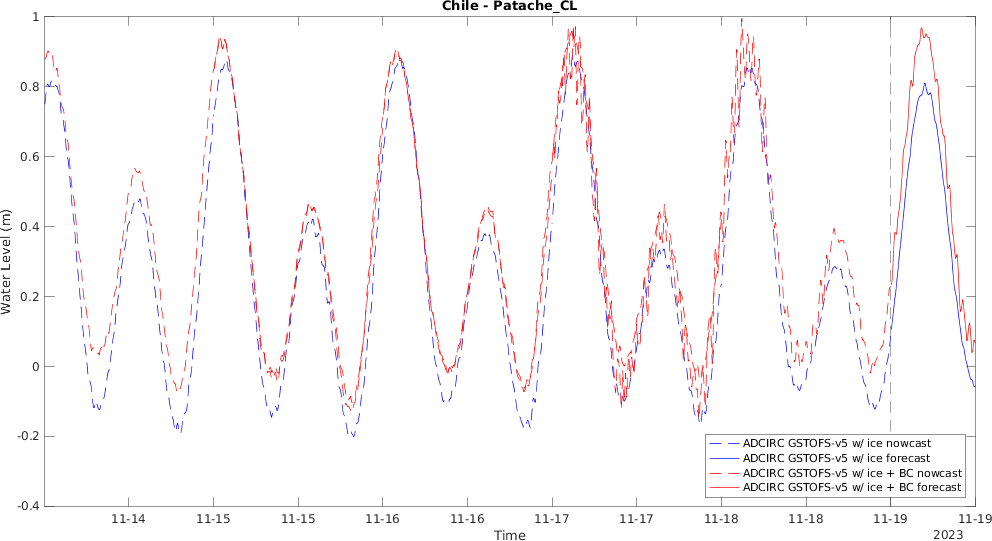 Chile - Patache_CL
1
0.8
0.6
0.4
0.2
0
-0.2
-0.4
Water Level (m)
ADCIRC GSTOFS-v5 w/ ice nowcast
ADCIRC GSTOFS-v5 w/ ice forecast
ADCIRC GSTOFS-v5 w/ ice + BC nowcast
ADCIRC GSTOFS-v5 w/ ice + BC forecast
11-14 11-15 11-15 11-16 11-16 11-17 11-17 11-18 11-18 11-19 11-19
Time
2023